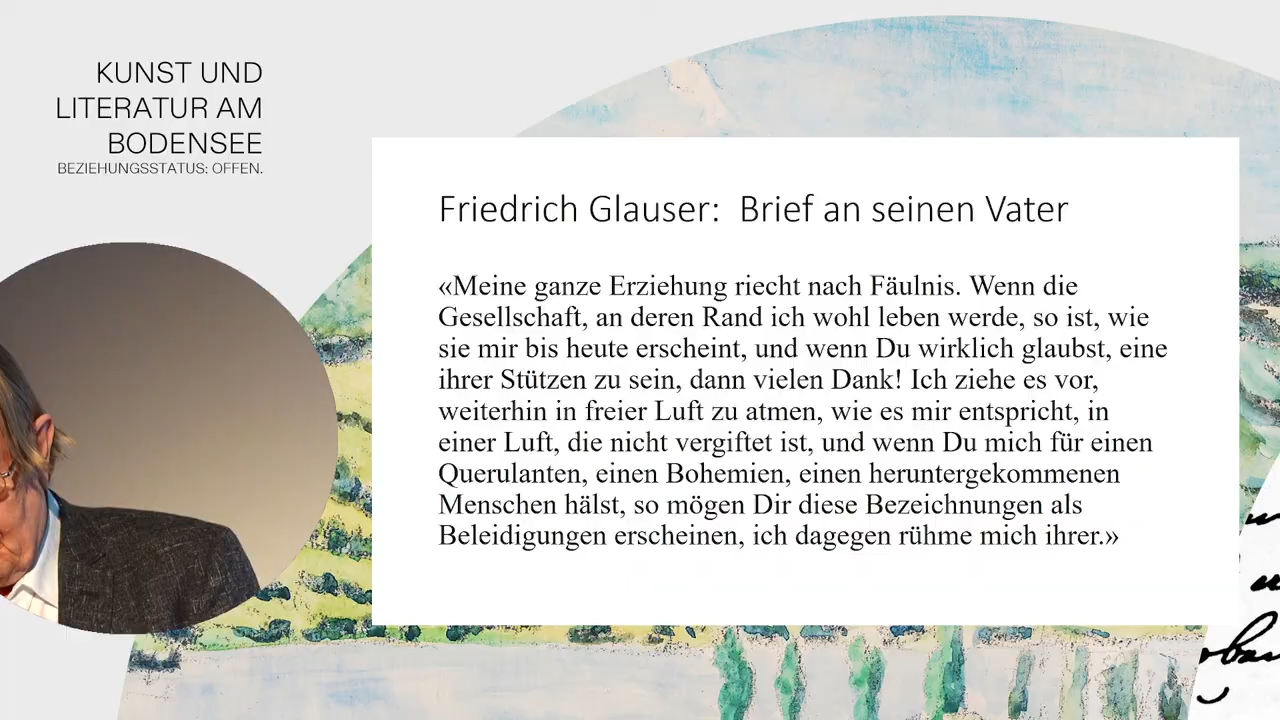 KUNST UND
LITERATUR AM
BODENSEE
BEZIEHUNGSSTATUS: OFFEN.
Friedrich Glauser: Brief an seinen Vater
«Meine ganze Erziehung riecht nach Fäulnis. Wenn die
Gesellschaft, an deren Rand ich wohl leben werde, so ist, wie
sie mir bis heute erscheint, und wenn Du wirklich glaubst, eine
ihrer Stützen zu sein, dann vielen Dank! Ich ziehe es vor,
weiterhin in freier Luft zu atmen, wie es mir entspricht, in
einer Luft, die nicht vergiftet ist, und wenn Du mich für einen
Querulanten, einen Bohemien, einen heruntergekommenen
Menschen hälst, so mögen Dir diese Bezeichnungen als
Beleidigungen erscheinen, ich dagegen rühme mich ihrer.»